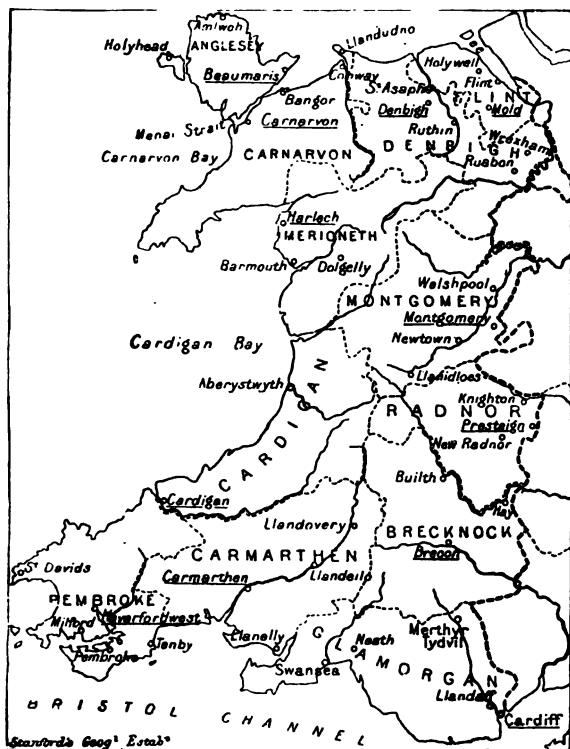 Amlwch
Llandudno
Holyhead
ANGLESEY
Holywell
Beaumaris
Conway
Flint
St Asaph
FLINT
Bangor
Denbigh
Mold
Carnarvon
Menai Strait
Ruthin
Wrexham
Carnarvon Bay
CARNARVON
DENBIGH
Ruabon
Harlech
MERIONETH
Barmouth
Dolgelly
Welshpool
MONTGOMERY
Montgomery
Cardigan Bay
Newtown
Llanidloes
Aberystwyth
Knighton
RADNOR
Prestaign
CARDIGAN
New Radnor
Builth
Cardigan
Hay
Llandovery
BRECKNOCK
CARMARTHEN
Brecon
St Davids
Carmarthen
Llandeilo
PEMBROKE
Haverfordwest
Milford
Merthyr
Tydvil
Llanelly
GLAMORGAN
Neath
Tenby
Pembroke
Swansea
Llandaff
Cardiff
BRISTOL CHANNEL
Stanford's Geogl. Estabt.